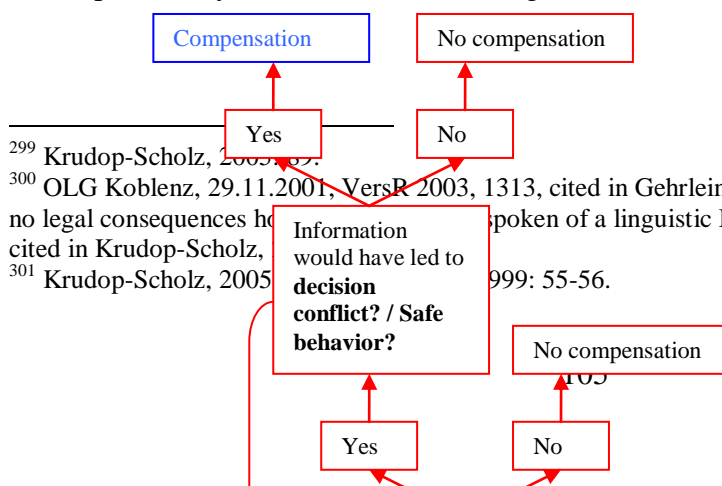 Compensation
No compensation
Yes
No
299 Krudop-Scholz,
300 OLG Koblenz, 29.11.2001, VersR 2003, 1313, cited in Gehrlein
no legal consequences spoken of a linguistic
cited in Krudop-Scholz,
301 Krudop-Scholz, 2005 999: 55-56.
Information
would have led to
decision
conflict? / Safe
behavior?
No compensation
Yes
No